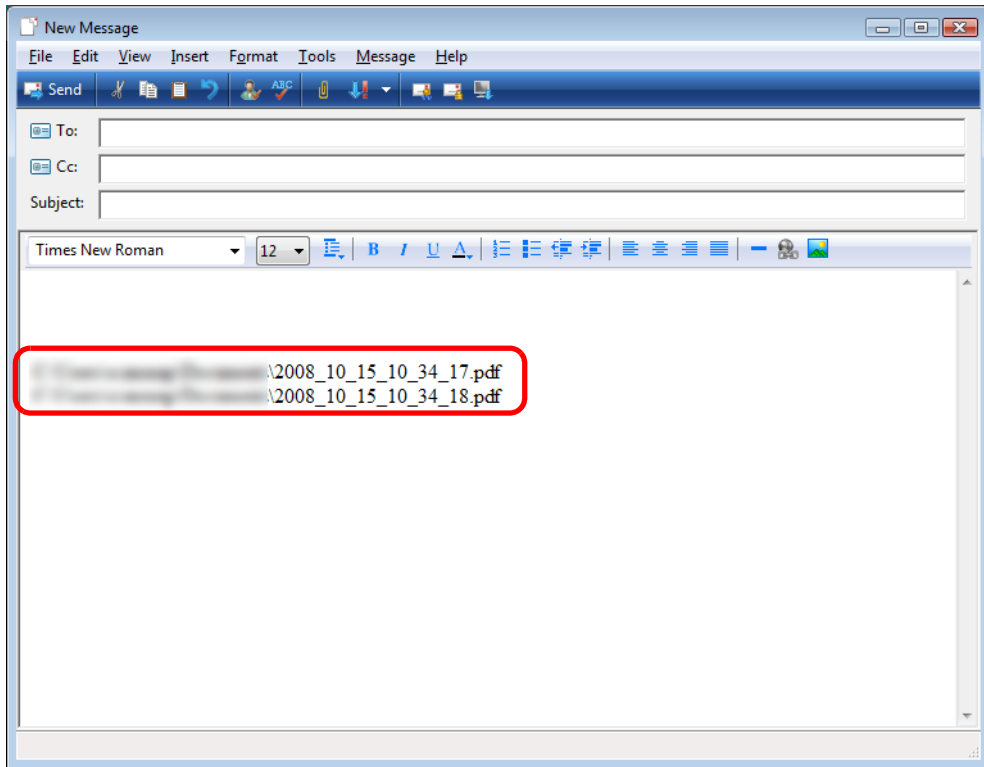 New Message
File Edit View Insert Format Tools Message Help
Send ABC
To:
Cc:
Subject:
Times New Roman 12 B I U A
\2008_10_15_10_34_17.pdf
\2008_10_15_10_34_18.pdf